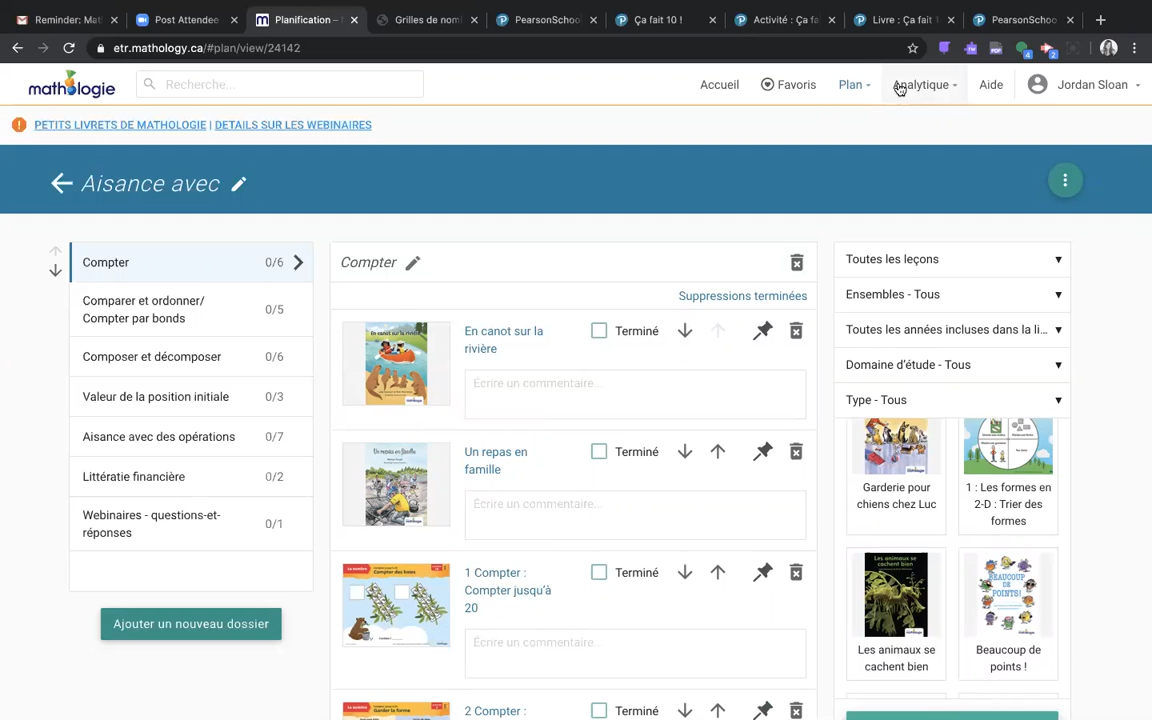 Reminder: Mat
Post Attendee
Planification –
Grilles de nom
PearsonSchoo
Ça fait 10 !
Activité : Ça fa
Livre : Ça fait 1
PearsonSchoo
etr.mathology.ca/#plan/view/24142
mathologie
Recherche...
Accueil
Favoris
Plan
Analytique
Aide
Jordan Sloan
PETITS LIVRETS DE MATHOLOGIE | DETAILS SUR LES WEBINAIRES
Aisance avec
Compter 0/6
Comparer et ordonner/
Compter par bonds 0/5
Composer et décomposer 0/6
Valeur de la position initiale 0/3
Aisance avec des opérations 0/7
Littératie financière 0/2
Webinaires - questions-et-
réponses 0/1
Ajouter un nouveau dossier
Compter
Suppressions terminées
En canot sur la
rivière
Terminé
Écrire un commentaire...
Un repas en
famille
Terminé
Écrire un commentaire...
1 Compter :
Compter jusqu'à
20
Terminé
Écrire un commentaire...
2 Compter :
Terminé
Toutes les leçons
Ensembles - Tous
Toutes les années incluses dans la li...
Domaine d'étude - Tous
Type - Tous
Garderie pour
chiens chez Luc
1 : Les formes en
2-D : Trier des
formes
Les animaux se
cachent bien
BEAUCOUP
DE
POINTS!
Beaucoup de
points !